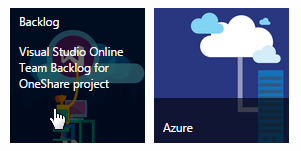 Backlog
Visual Studio Online
Team Backlog for
OneShare project
Azure